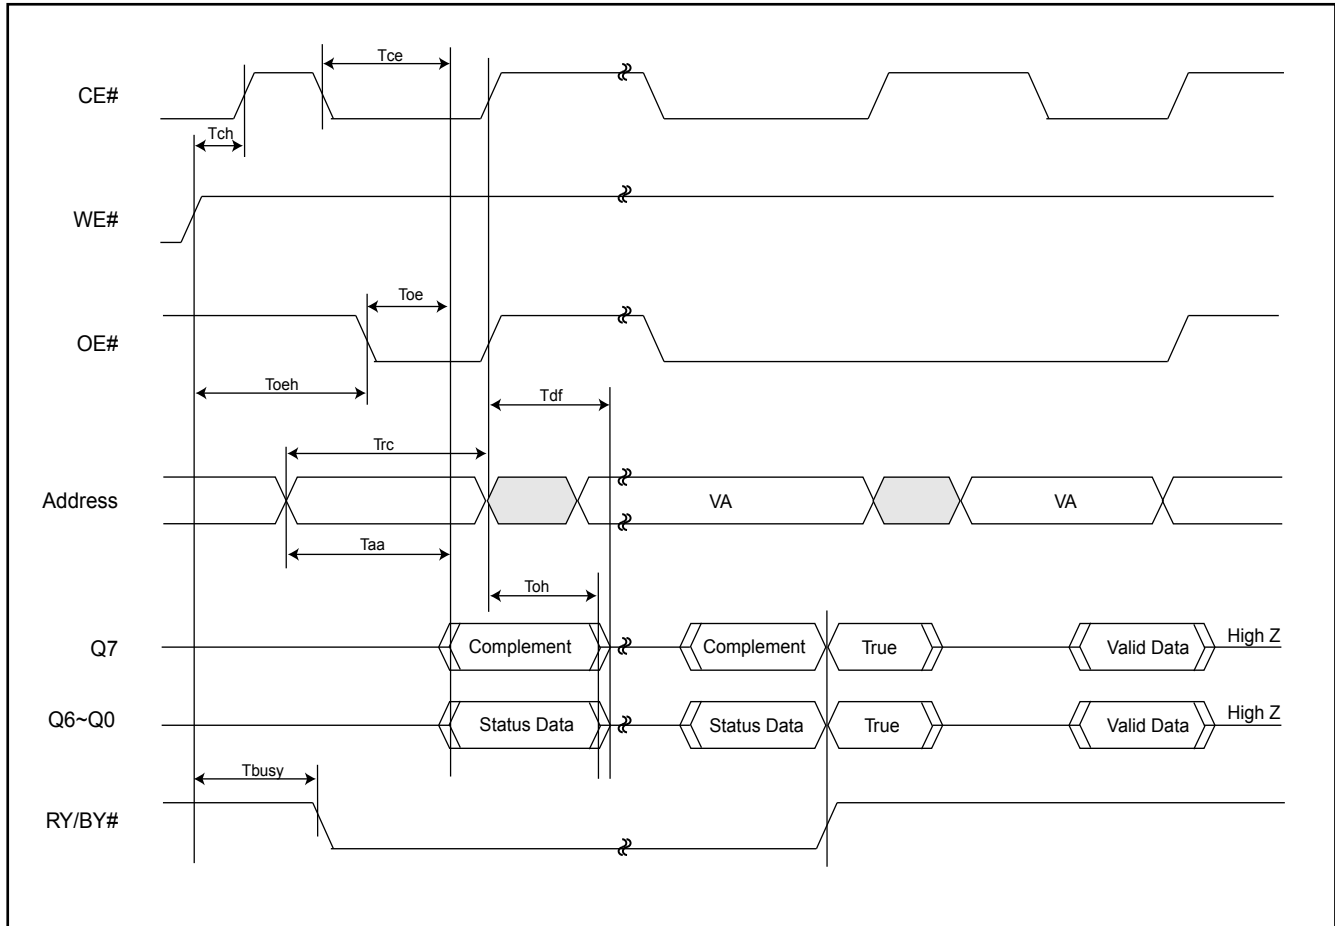 Tce
CE#
Tch
WE#
Toe
OE#
Toeh
Tdf
Trc
Address
VA
VA
Taa
Toh
Q7
Complement
Complement
True
Valid Data
High Z
Q6~Q0
Status Data
Status Data
True
Valid Data
High Z
Tbusy
RY/BY#